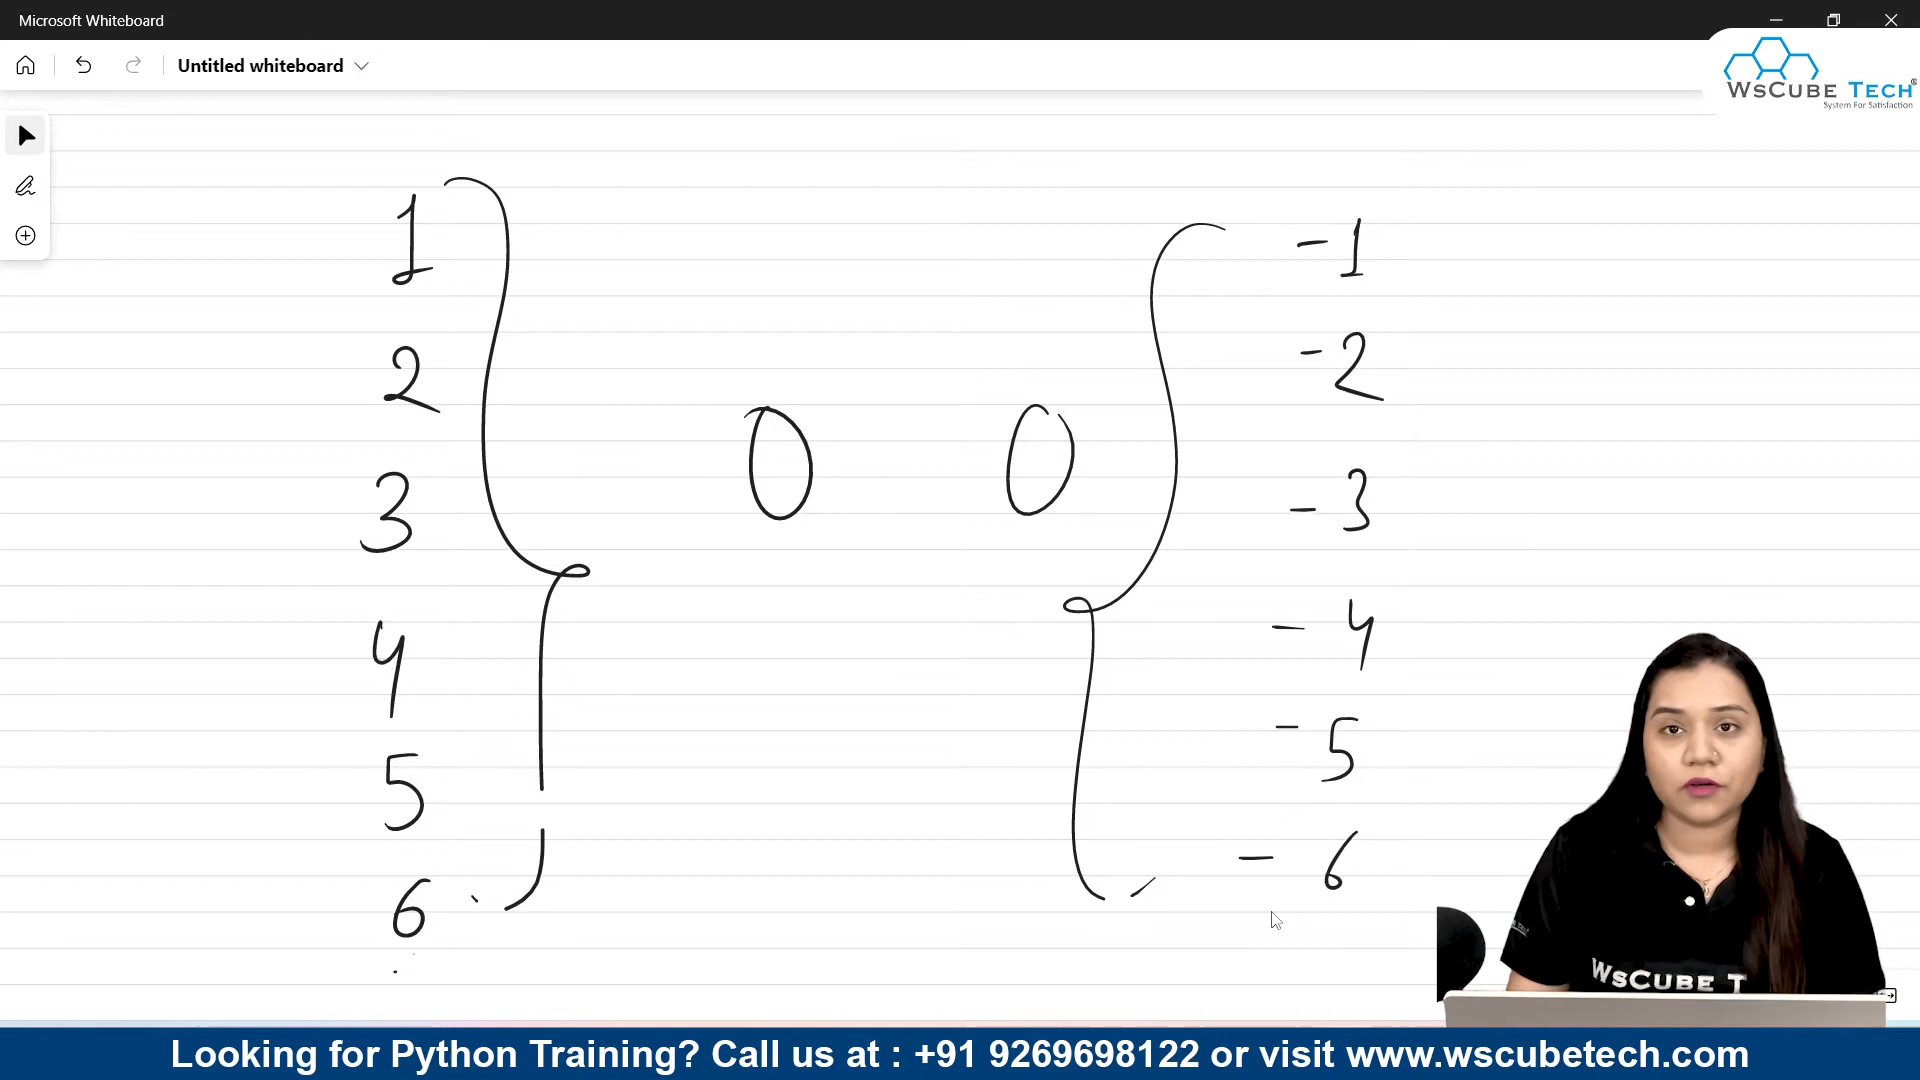 Microsoft Whiteboard
Untitled whiteboard
WsCube Tech
System For Satisfaction
1
2
3
4
5
6
0 0
-1
-2
-3
-4
-5
-6
WsCube T
Looking for Python Training? Call us at : +91 9269698122 or visit www.wscubetech.com